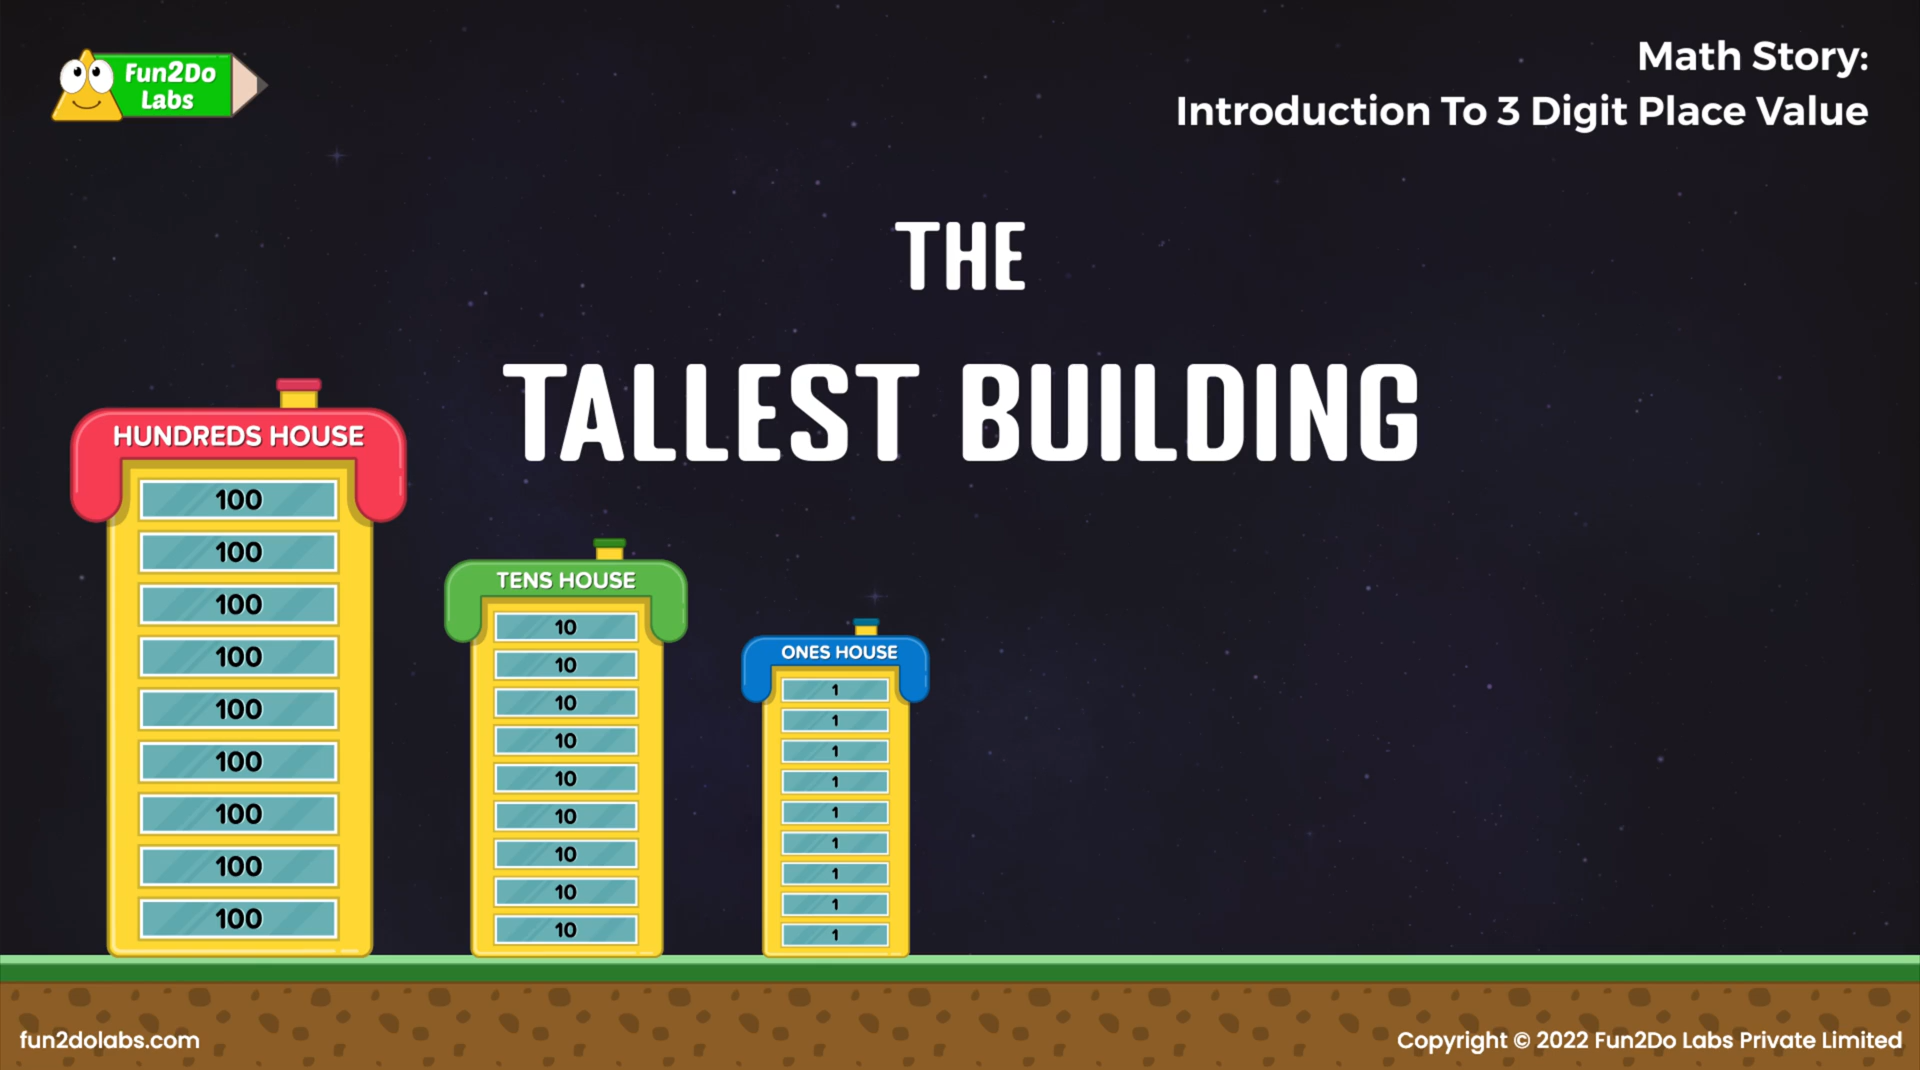 Fun2Do
Labs
Math Story:
Introduction To 3 Digit Place Value
THE
TALLEST BUILDING
HUNDREDS HOUSE
100
100
100
100
100
100
100
100
100
TENS HOUSE
10
10
10
10
10
10
10
10
10
ONES HOUSE
1
1
1
1
1
1
1
1
1
fun2dolabs.com
Copyright © 2022 Fun2Do Labs Private Limited